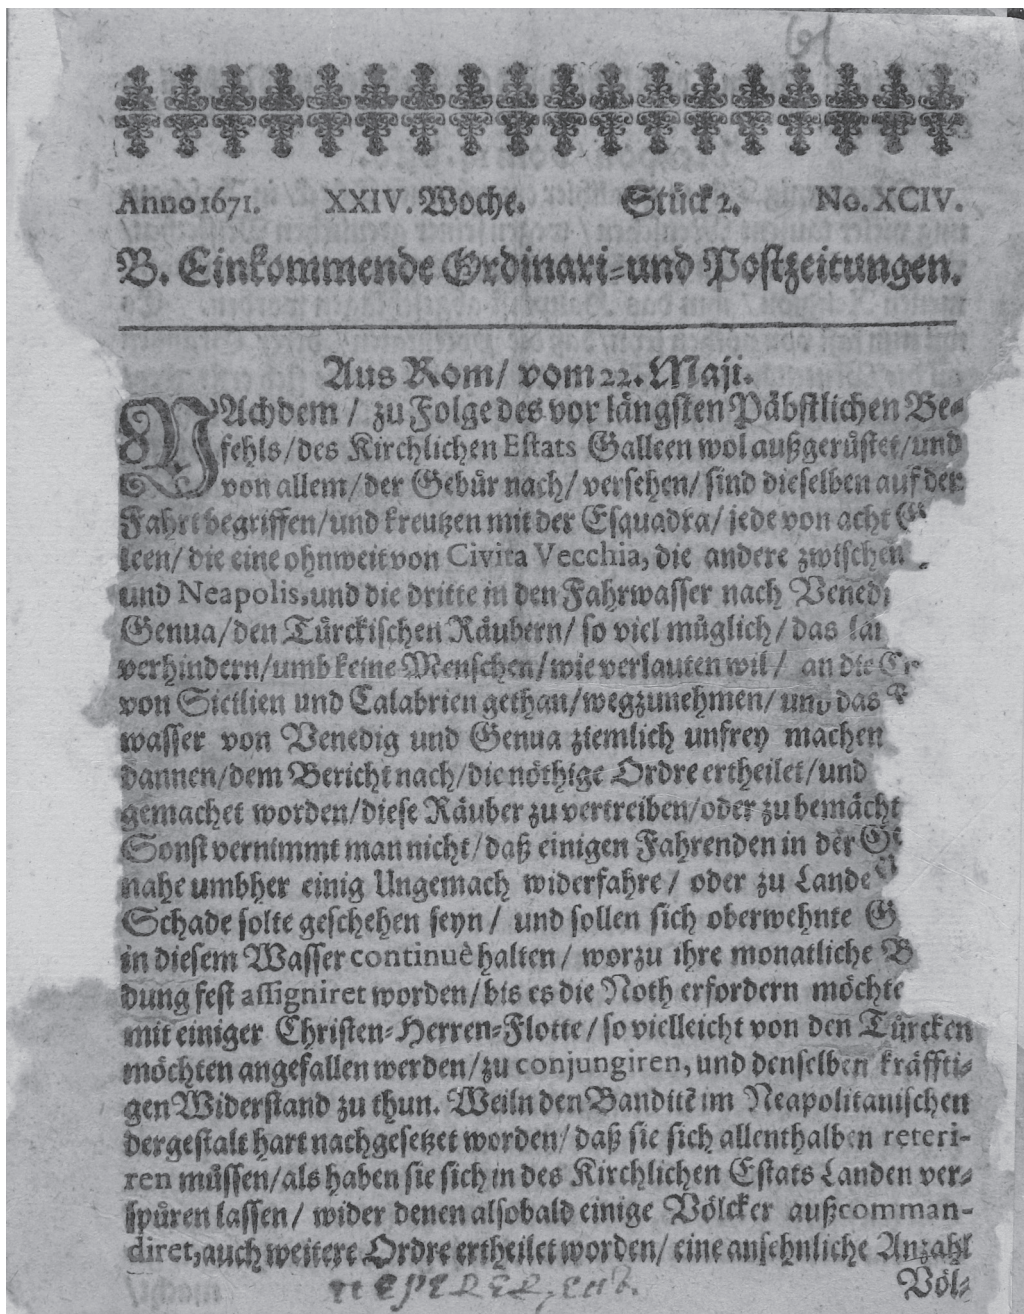 61
Anno 1671. XXIV. Woche. Stück 2. No. XCIV.
B. Einkommende Ordinari-und Postzeitungen.
Aus Rom/ vom 22. Maji.
NAchdem/ zu Folge des vor längsten Päbstlichen Be-
fehls/des Kirchlichen Estats Galleen wol außgerüstet/und
von allem/der Gebür nach/ versehen/ sind dieselben auf der
Fahrt begriffen/und kreutzen mit der Esquadra/ jede von acht
leen/ die eine ohnweit von Civita Vecchia, die andere zwischen
und Neapolis,und die dritte in den Fahrwasser nach Venedi
Genua/den Türckischen Räubern/ so viel müglich/ das
verhindern/umb keine Menschen/wie verlauten wil/ an die
von Sicilien und Calabrien gethan/wegzunehmen/ und das
wasser von Venedig und Genua ziemlich unfrey machen
dannen/dem Bericht nach/die nöthige Ordre ertheilet/und
gemachet worden/diese Räuber zu vertreiben/oder zu bemächt
Sonst vernimmt man nicht/daß einigen Fahrenden in der
nahe umbher einig Ungemach widerfahre/ oder zu Lande
Schade solte geschehen seyn/ und sollen sich oberwehnte G
in diesem Wasser continuè halten/ worzu ihre monatliche B
dung fest assigniret worden/bis es die Noth erfordern möchte
mit einiger Christen-Herren-Flotte/so vielleicht von den Türcken
möchten angefallen werden/zu conjungiren, und denselben kräffti-
gen Widerstand zu thun. Weiln den Banditē im Neapolitanischen
dergestalt hart nachgesetzet worden/ daß sie sich allenthalben reteri-
ren müssen/als haben sie sich in des Kirchlichen Estats Landen ver-
spüren lassen/ wider denen alsobald einige Völcker außcomman-
diret,auch weitere Ordre ertheilet worden/ eine ansehnliche Anzahl
Völ-